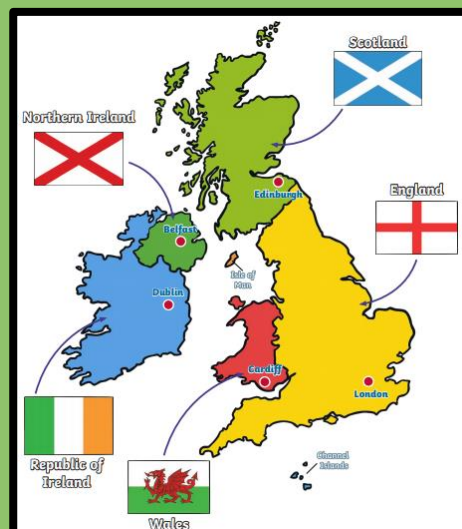 Scotland
Northern Ireland
England
Edinburgh
Belfast
Isle of
Man
Dublin
Cardiff
London
Republic of
Ireland
Channel
Islands
Wales